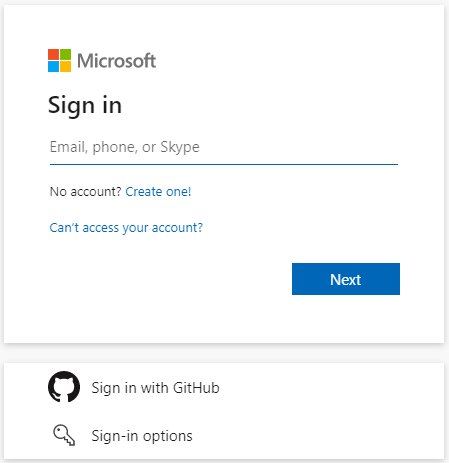 Microsoft
Sign in
Email, phone, or Skype
No account? Create one!
Can't access your account?
Next
Sign in with GitHub
Sign-in options